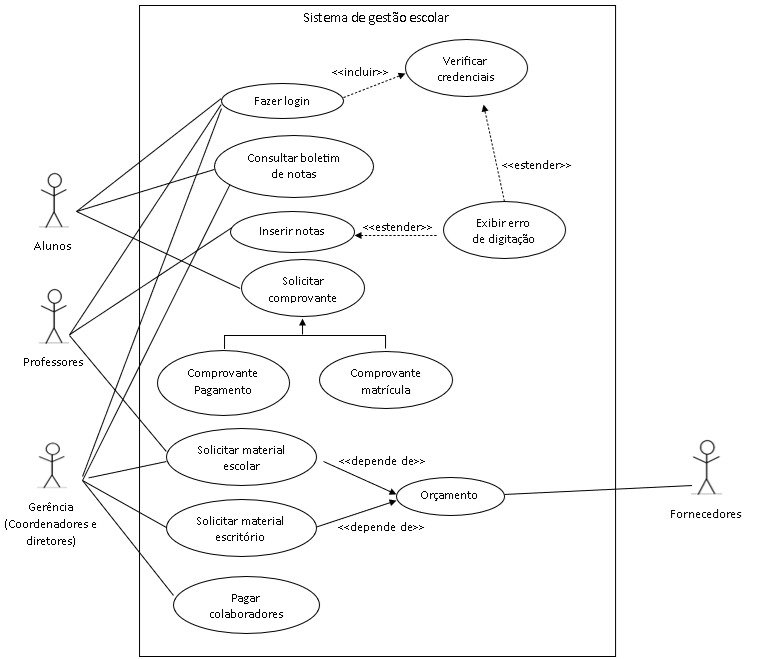 Sistema de gestão escolar
Verificar
credenciais
<<incluir>>
Fazer login
Consultar boletim
de notas
<<estender>>
Alunos
Inserir notas
<<estender>>
Exibir erro
de digitação
Solicitar
comprovante
Professores
Comprovante
Pagamento
Comprovante
matrícula
Solicitar material
escolar
<<depende de>>
Orçamento
Gerência
(Coordenadores e
diretores)
Solicitar material
escritório
<<depende de>>
Fornecedores
Pagar
colaboradores